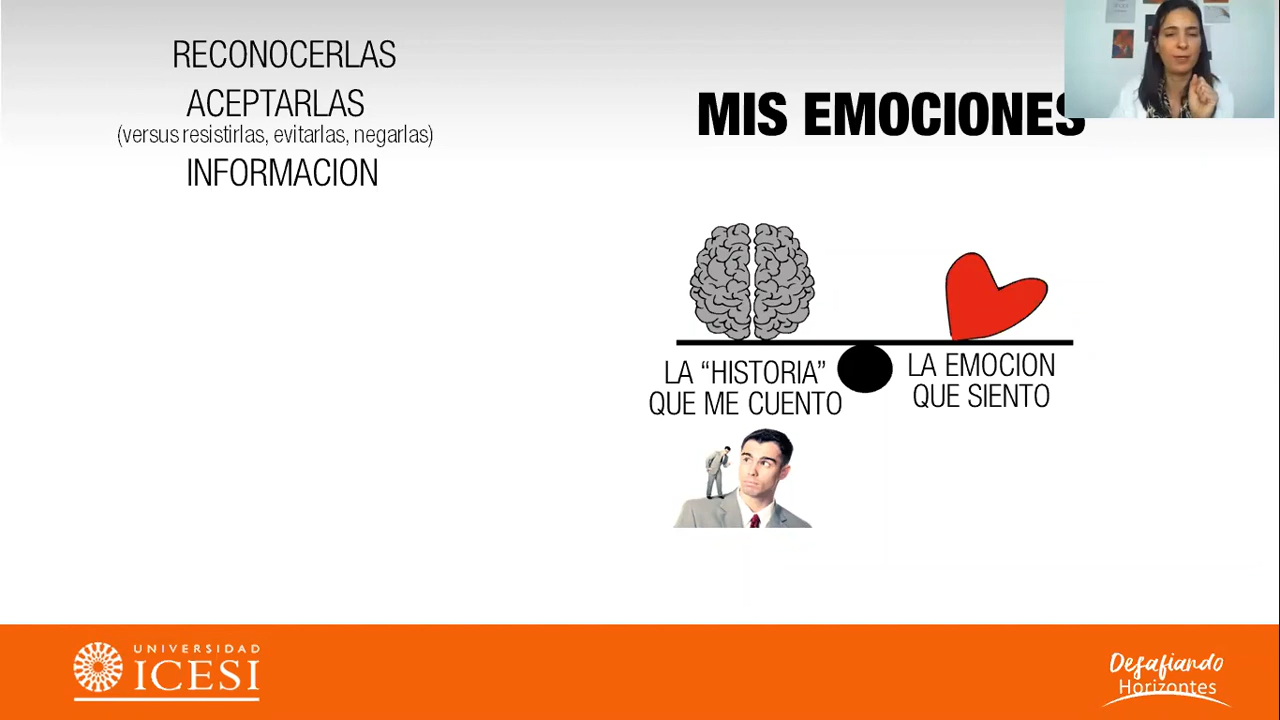 RECONOCERLAS
ACEPTARLAS
(versus resistirlas, evitarlas, negarlas)
INFORMACION
MIS EMOCIONES
LA “HISTORIA”
QUE ME CUENTO
LA EMOCION
QUE SIENTO
UNIVERSIDAD
ICESI
Desafiando
Horizontes